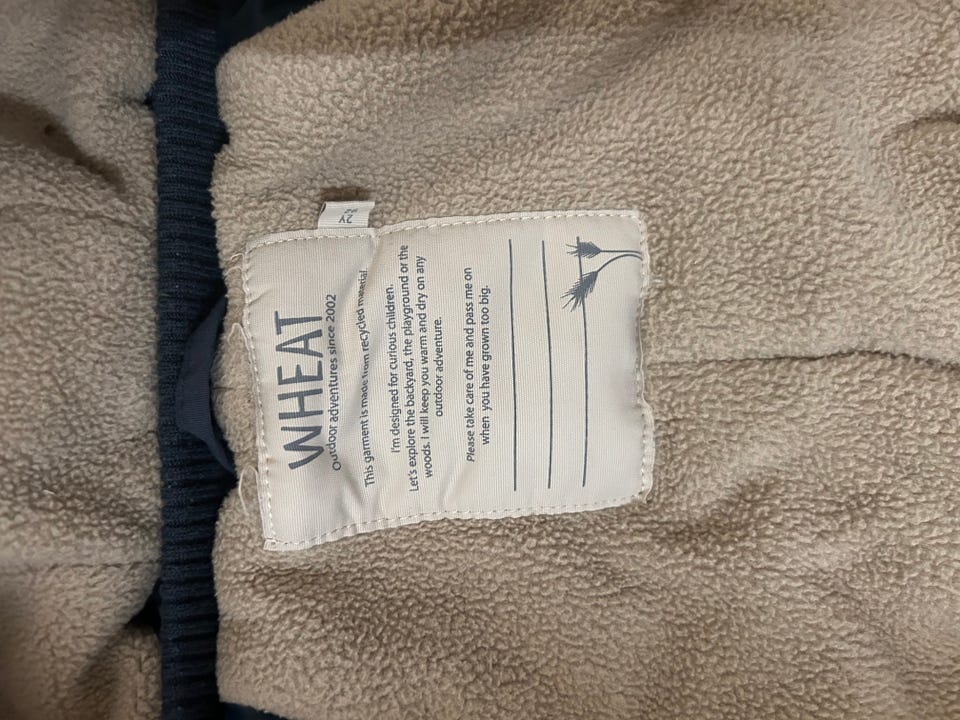 WHEAT
Outdoor adventures since 2002
This garment is made from recycled material.
I'm designed for curious children.
Let's explore the backyard, the playground or the
woods. I will keep you warm and dry on any
outdoor adventure.
Please take care of me and pass me on
when you have grown too big.
2Y